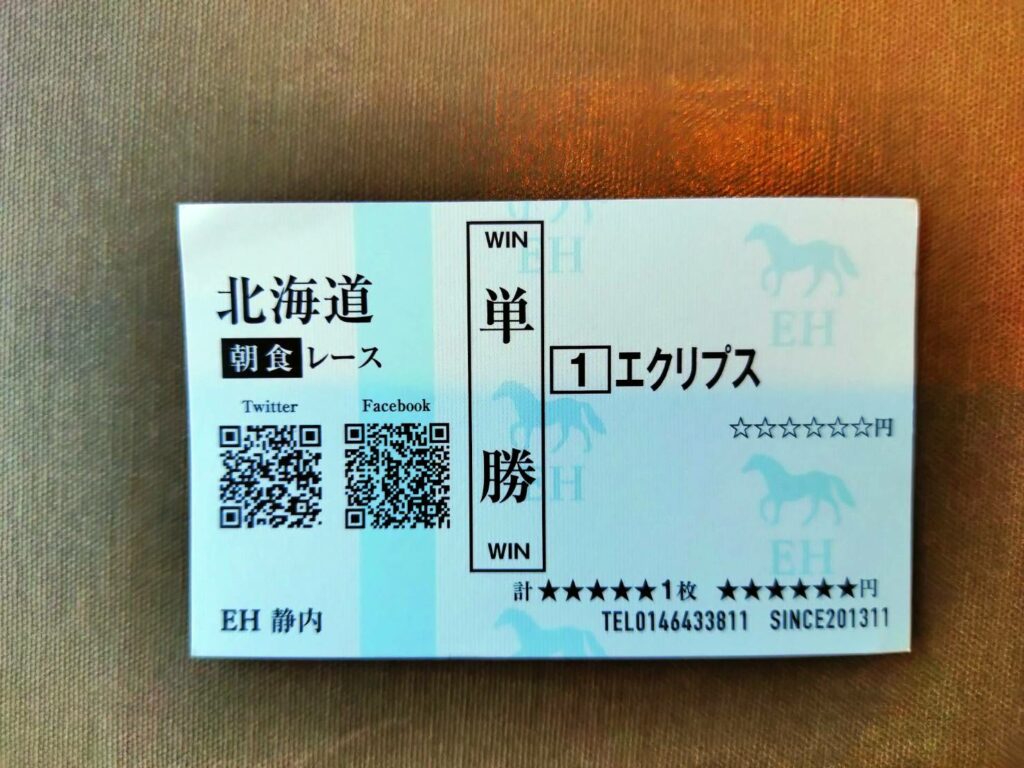 北海道
朝食レース
Twitter Facebook
EH 静内
WIN
単勝
WIN
1 エクリプス
☆☆☆☆☆☆円
計★★★★★1枚 ★★★★★★円
TEL0146433811 SINCE201311
EH
EH
EH
EH